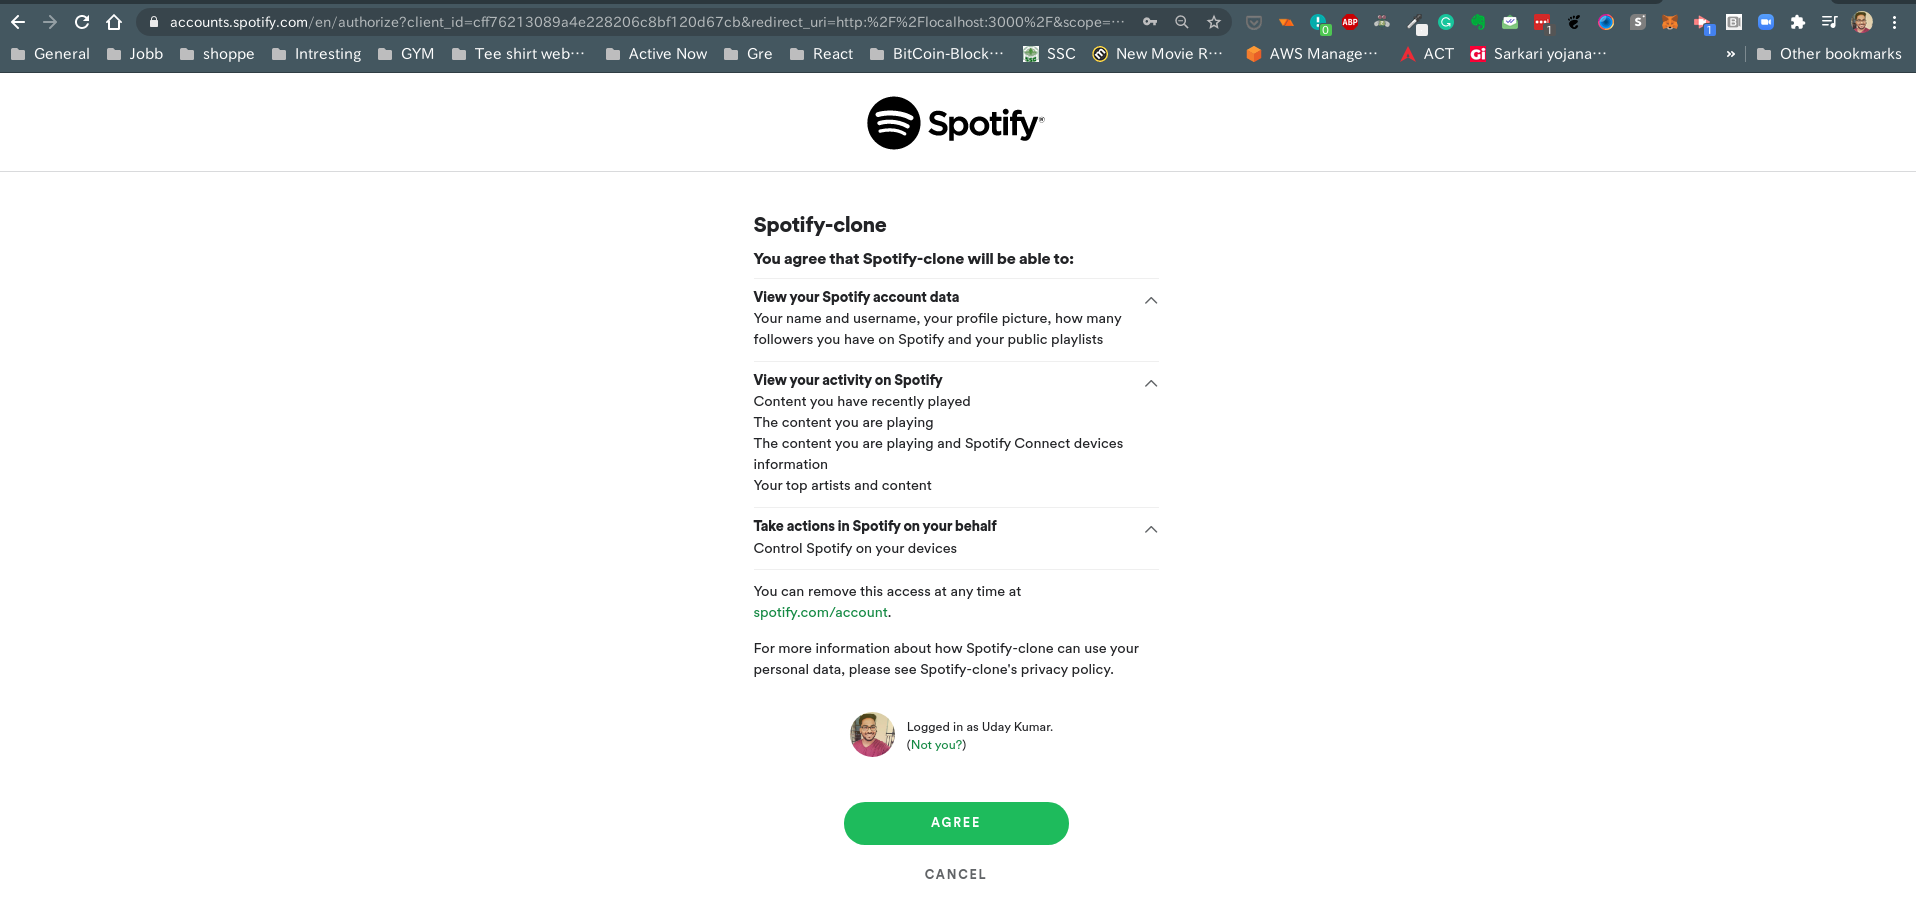 accounts.spotify.com/en/authorize?client_id=cff76213089a4e228206c8bf120d67cb&redirect_uri=http:%2F%2Flocalhost:3000%2F&scope=…
ABP
0
1
1
General Jobb shoppe Intresting GYM Tee shirt web… Active Now Gre React BitCoin-Block… SSC New Movie R… AWS Manage… ACT Gi Sarkari yojana… » Other bookmarks
Spotify®
Spotify-clone
You agree that Spotify-clone will be able to:
View your Spotify account data
Your name and username, your profile picture, how many
followers you have on Spotify and your public playlists
View your activity on Spotify
Content you have recently played
The content you are playing
The content you are playing and Spotify Connect devices
information
Your top artists and content
Take actions in Spotify on your behalf
Control Spotify on your devices
You can remove this access at any time at
spotify.com/account.
For more information about how Spotify-clone can use your
personal data, please see Spotify-clone's privacy policy.
Logged in as Uday Kumar.
(Not you?)
AGREE
CANCEL